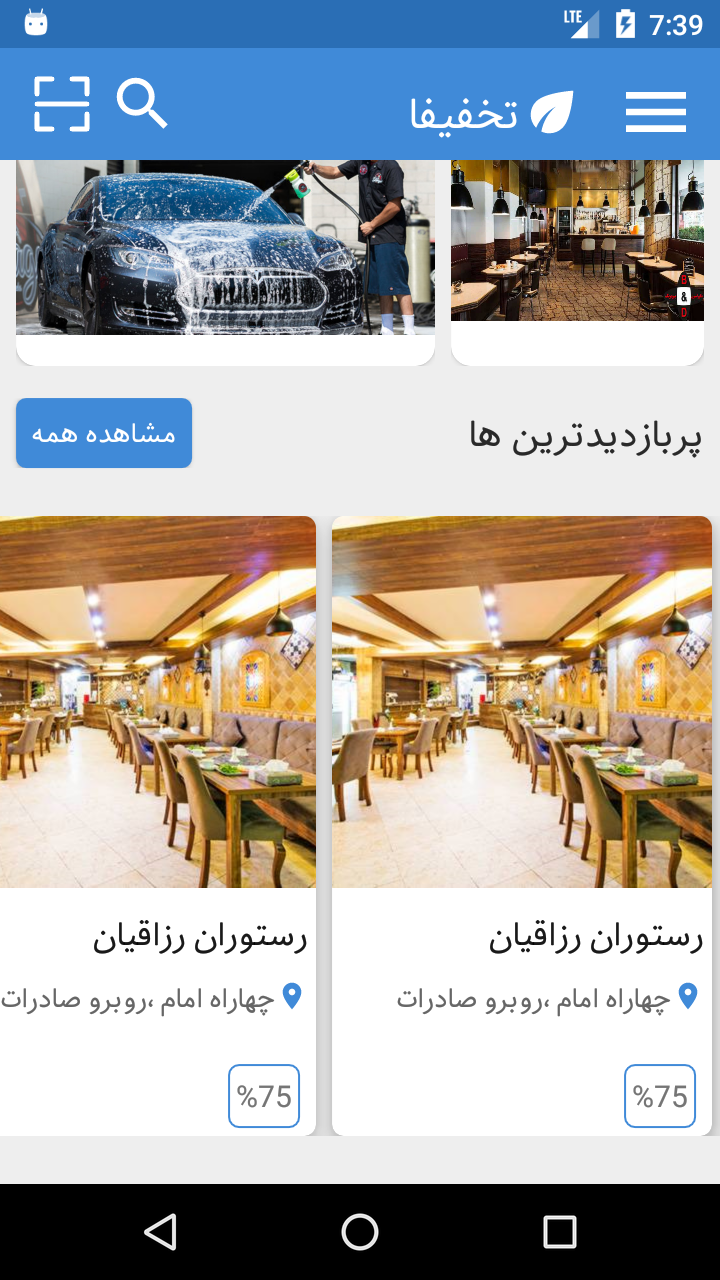 LTE 7:39
تخفیفا
B
&
D
پربازدیدترین ها
مشاهده همه
رستوران رزاقیان
چهاراه امام ،روبرو صادرات
%75
رستوران رزاقیان
چهاراه امام ،روبرو صادرات
%75